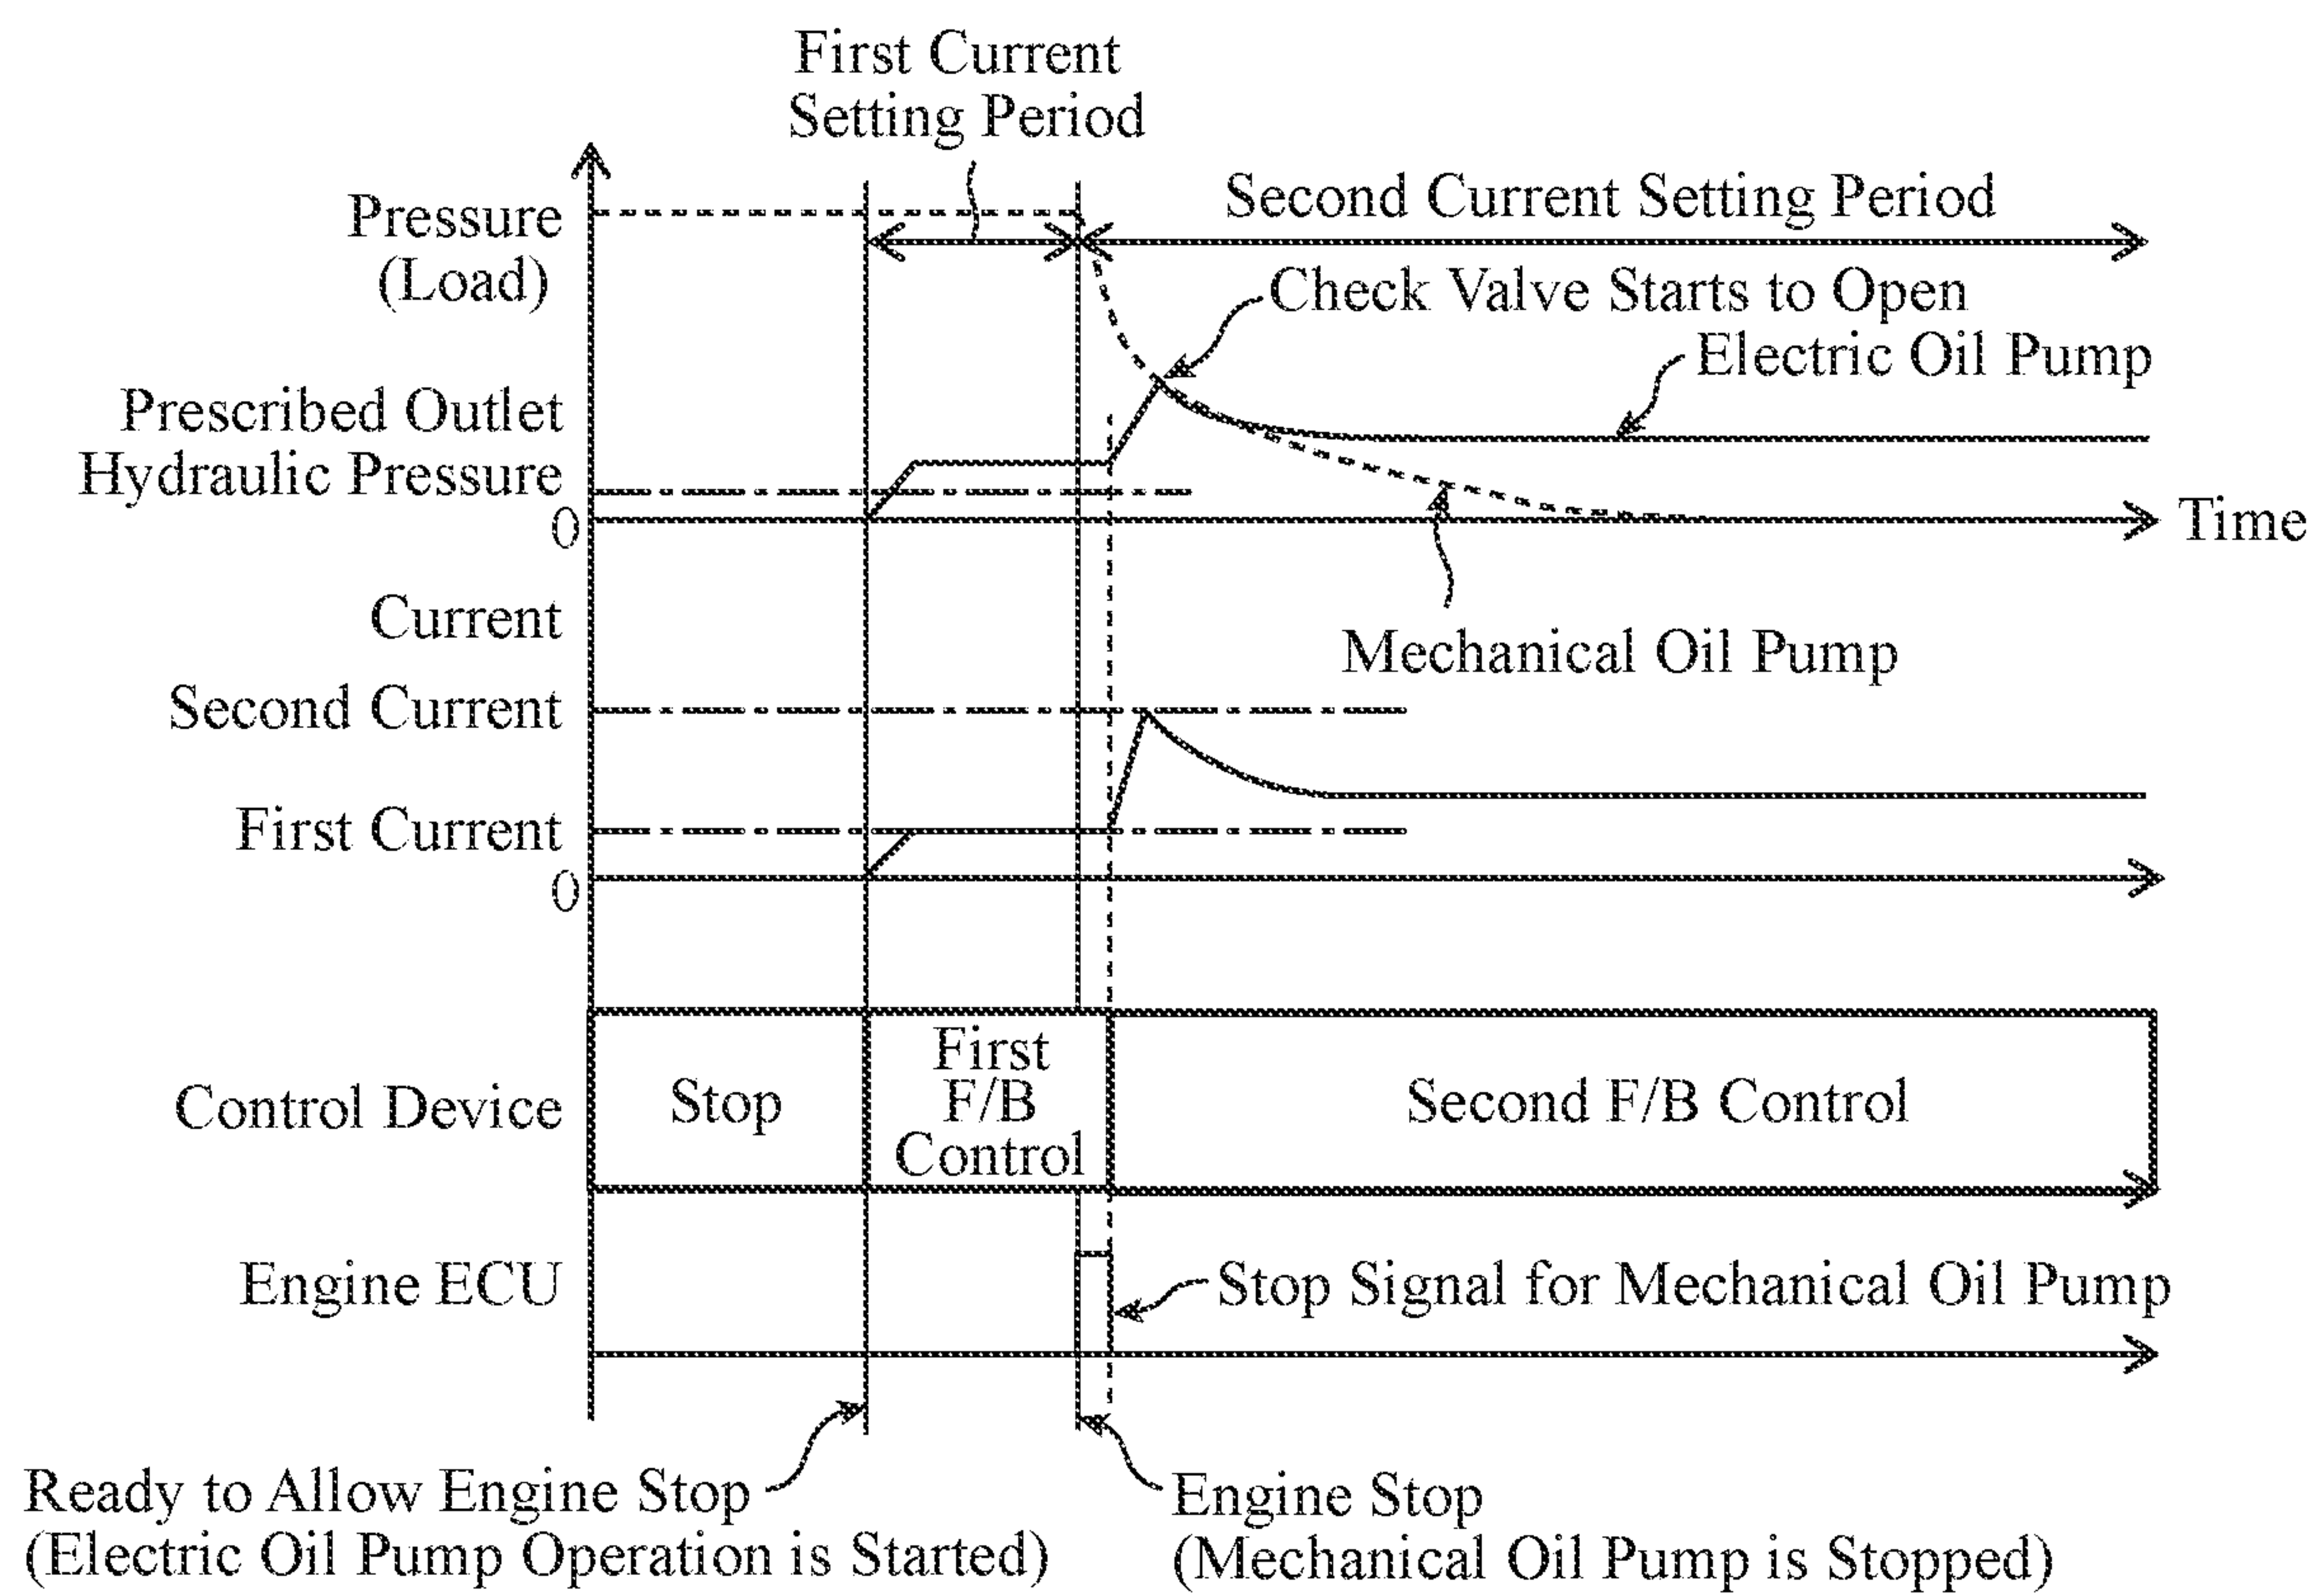 First Current
Setting Period
Pressure
(Load)
Second Current Setting Period
Check Valve Starts to Open
Electric Oil Pump
Prescribed Outlet
Hydraulic Pressure
0
Time
Current
Mechanical Oil Pump
Second Current
First Current
0
Control Device
Stop
First
F/B
Control
Second F/B Control
Engine ECU
Stop Signal for Mechanical Oil Pump
Ready to Allow Engine Stop
(Electric Oil Pump Operation is Started)
Engine Stop
(Mechanical Oil Pump is Stopped)